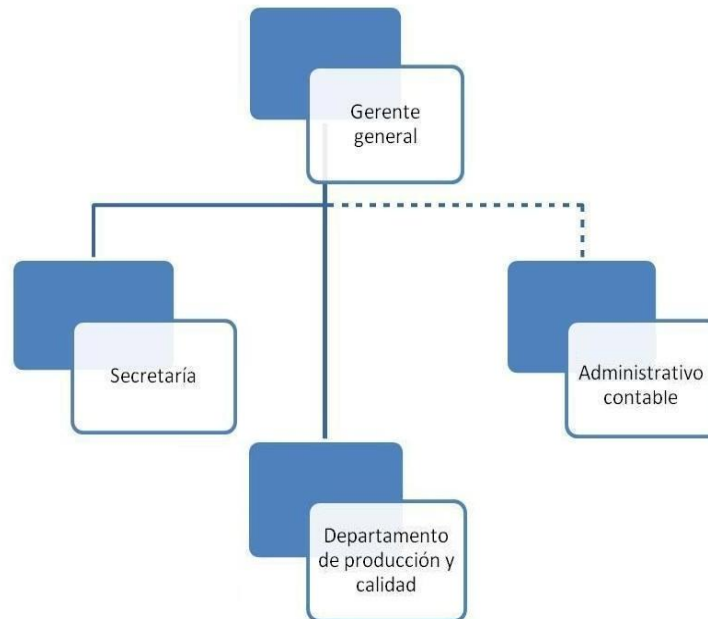 Gerente
general
Secretaría
Administrativo
contable
Departamento
de producción y
calidad